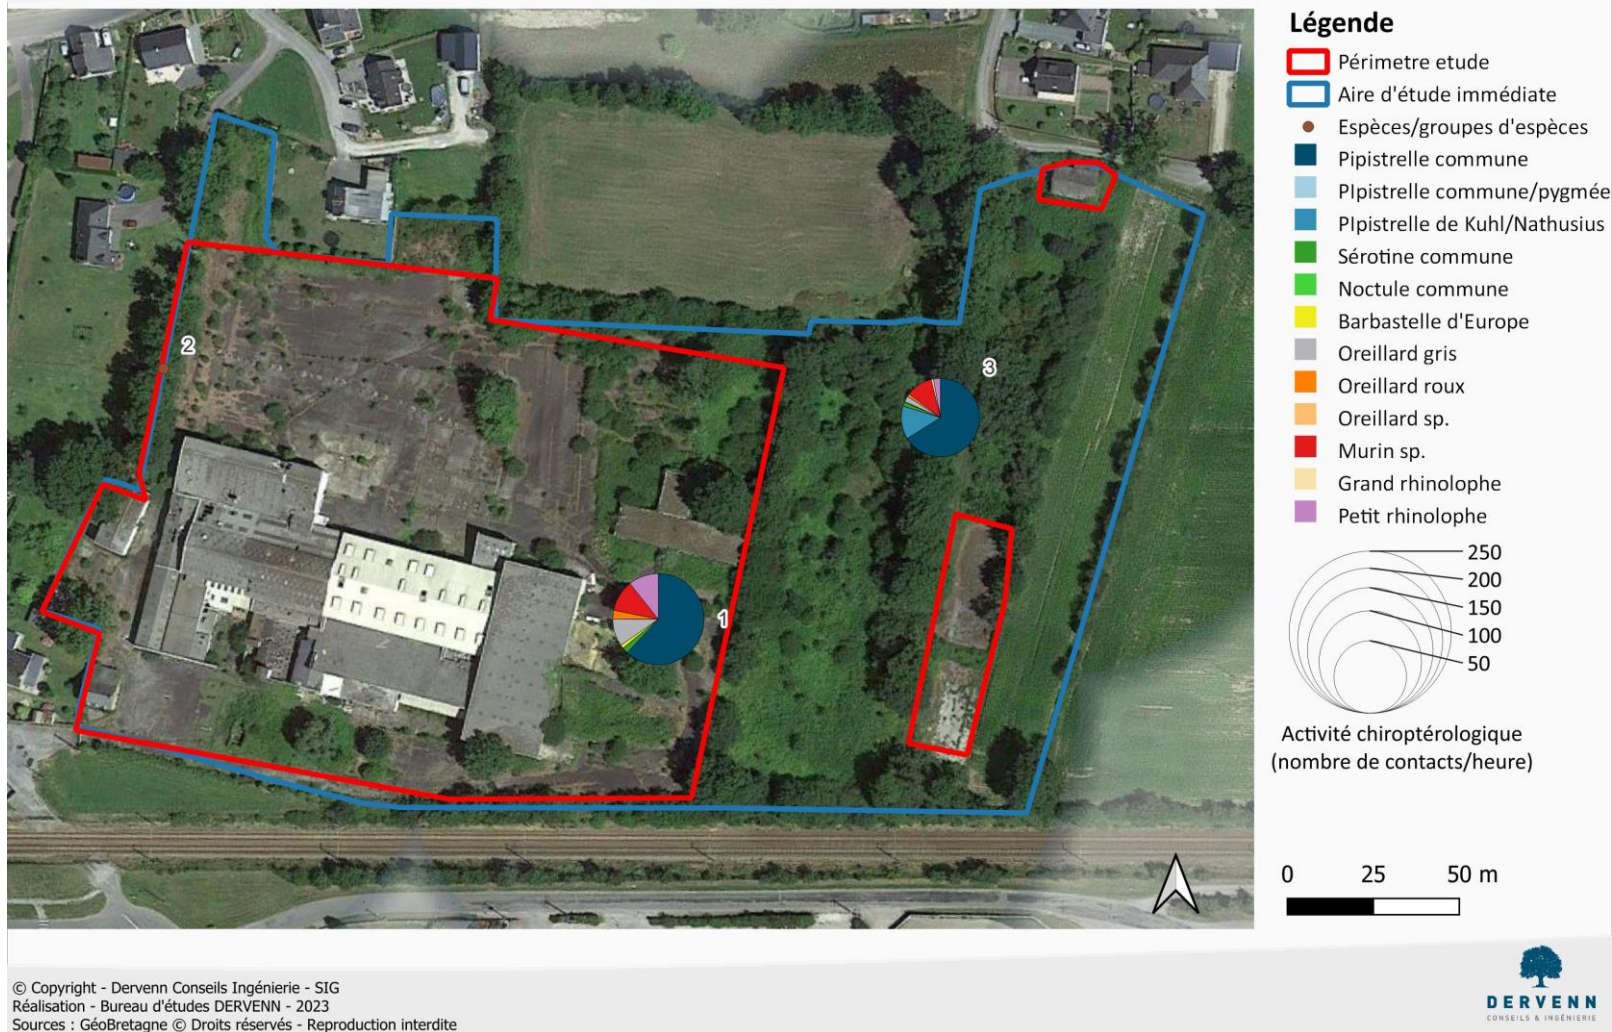 Légende
Périmetre etude
Aire d'étude immédiate
Espèces/groupes d'espèces
Pipistrelle commune
PIpistrelle commune/pygmée
PIpistrelle de Kuhl/Nathusius
Sérotine commune
Noctule commune
Barbastelle d'Europe
Oreillard gris
Oreillard roux
Oreillard sp.
Murin sp.
Grand rhinolophe
Petit rhinolophe
250
200
150
100
50
Activité chiroptérologique
(nombre de contacts/heure)
2
3
1
0 25 50 m
© Copyright - Dervenn Conseils Ingénierie - SIG
Réalisation - Bureau d'études DERVENN - 2023
Sources : GéoBretagne © Droits réservés - Reproduction interdite
DERVENN
CONSEILS & INGÉNIERIE